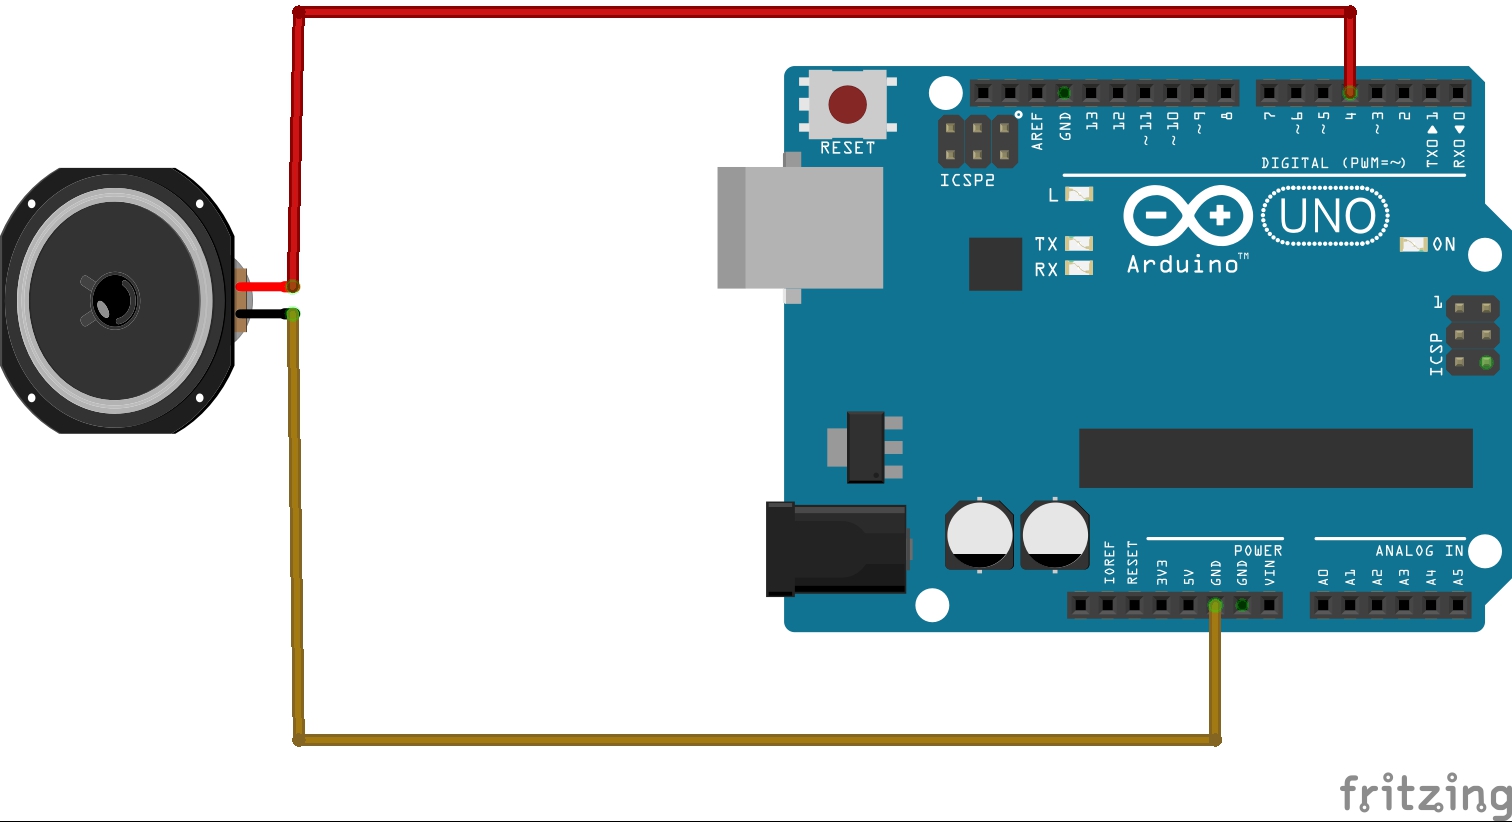 RESET
ICSP2
AREF
GND
13
12
~11
~10
~9
8
7
~6
~5
4
~3
2
TXD▶1
RXD◀0
DIGITAL (PWM=~)
L
TX
RX
Arduino™
UNO
ON
1
ICSP
IOREF
RESET
3V3
5V
GND
GND
VIN
POWER
ANALOG IN
A0
A1
A2
A3
A4
A5
fritzing